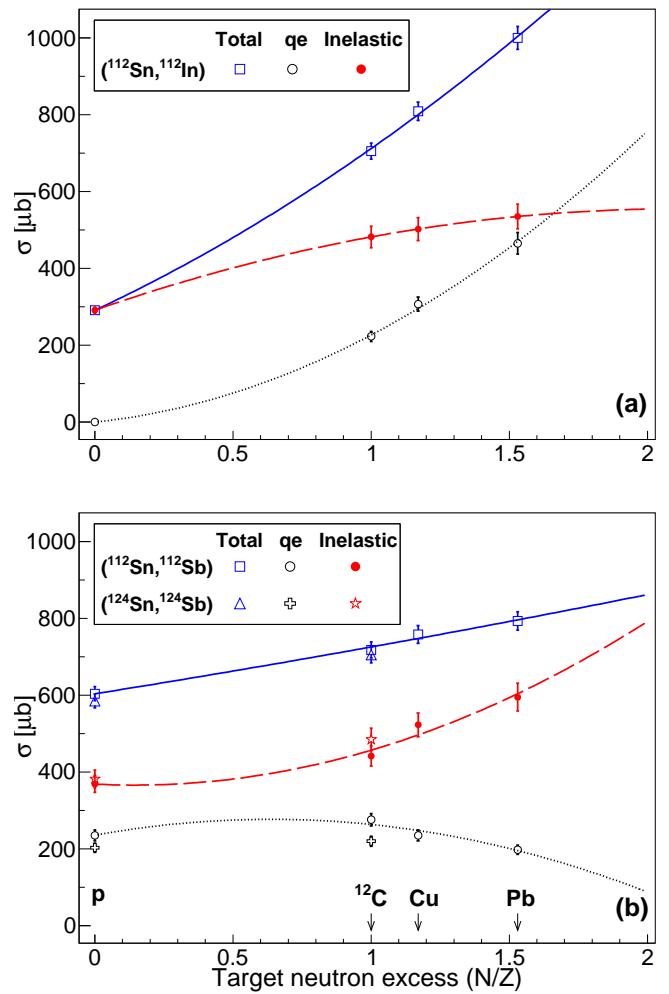 1000
800
600
400
200
0
σ [μb]
Total qe Inelastic
(¹¹²Sn,¹¹²In)
(a)
0 0.5 1 1.5 2
1000
800
600
400
200
0
σ [μb]
Total qe Inelastic
(¹¹²Sn,¹¹²Sb)
(¹²⁴Sn,¹²⁴Sb)
p ¹²C Cu Pb
(b)
0 0.5 1 1.5 2
Target neutron excess (N/Z)